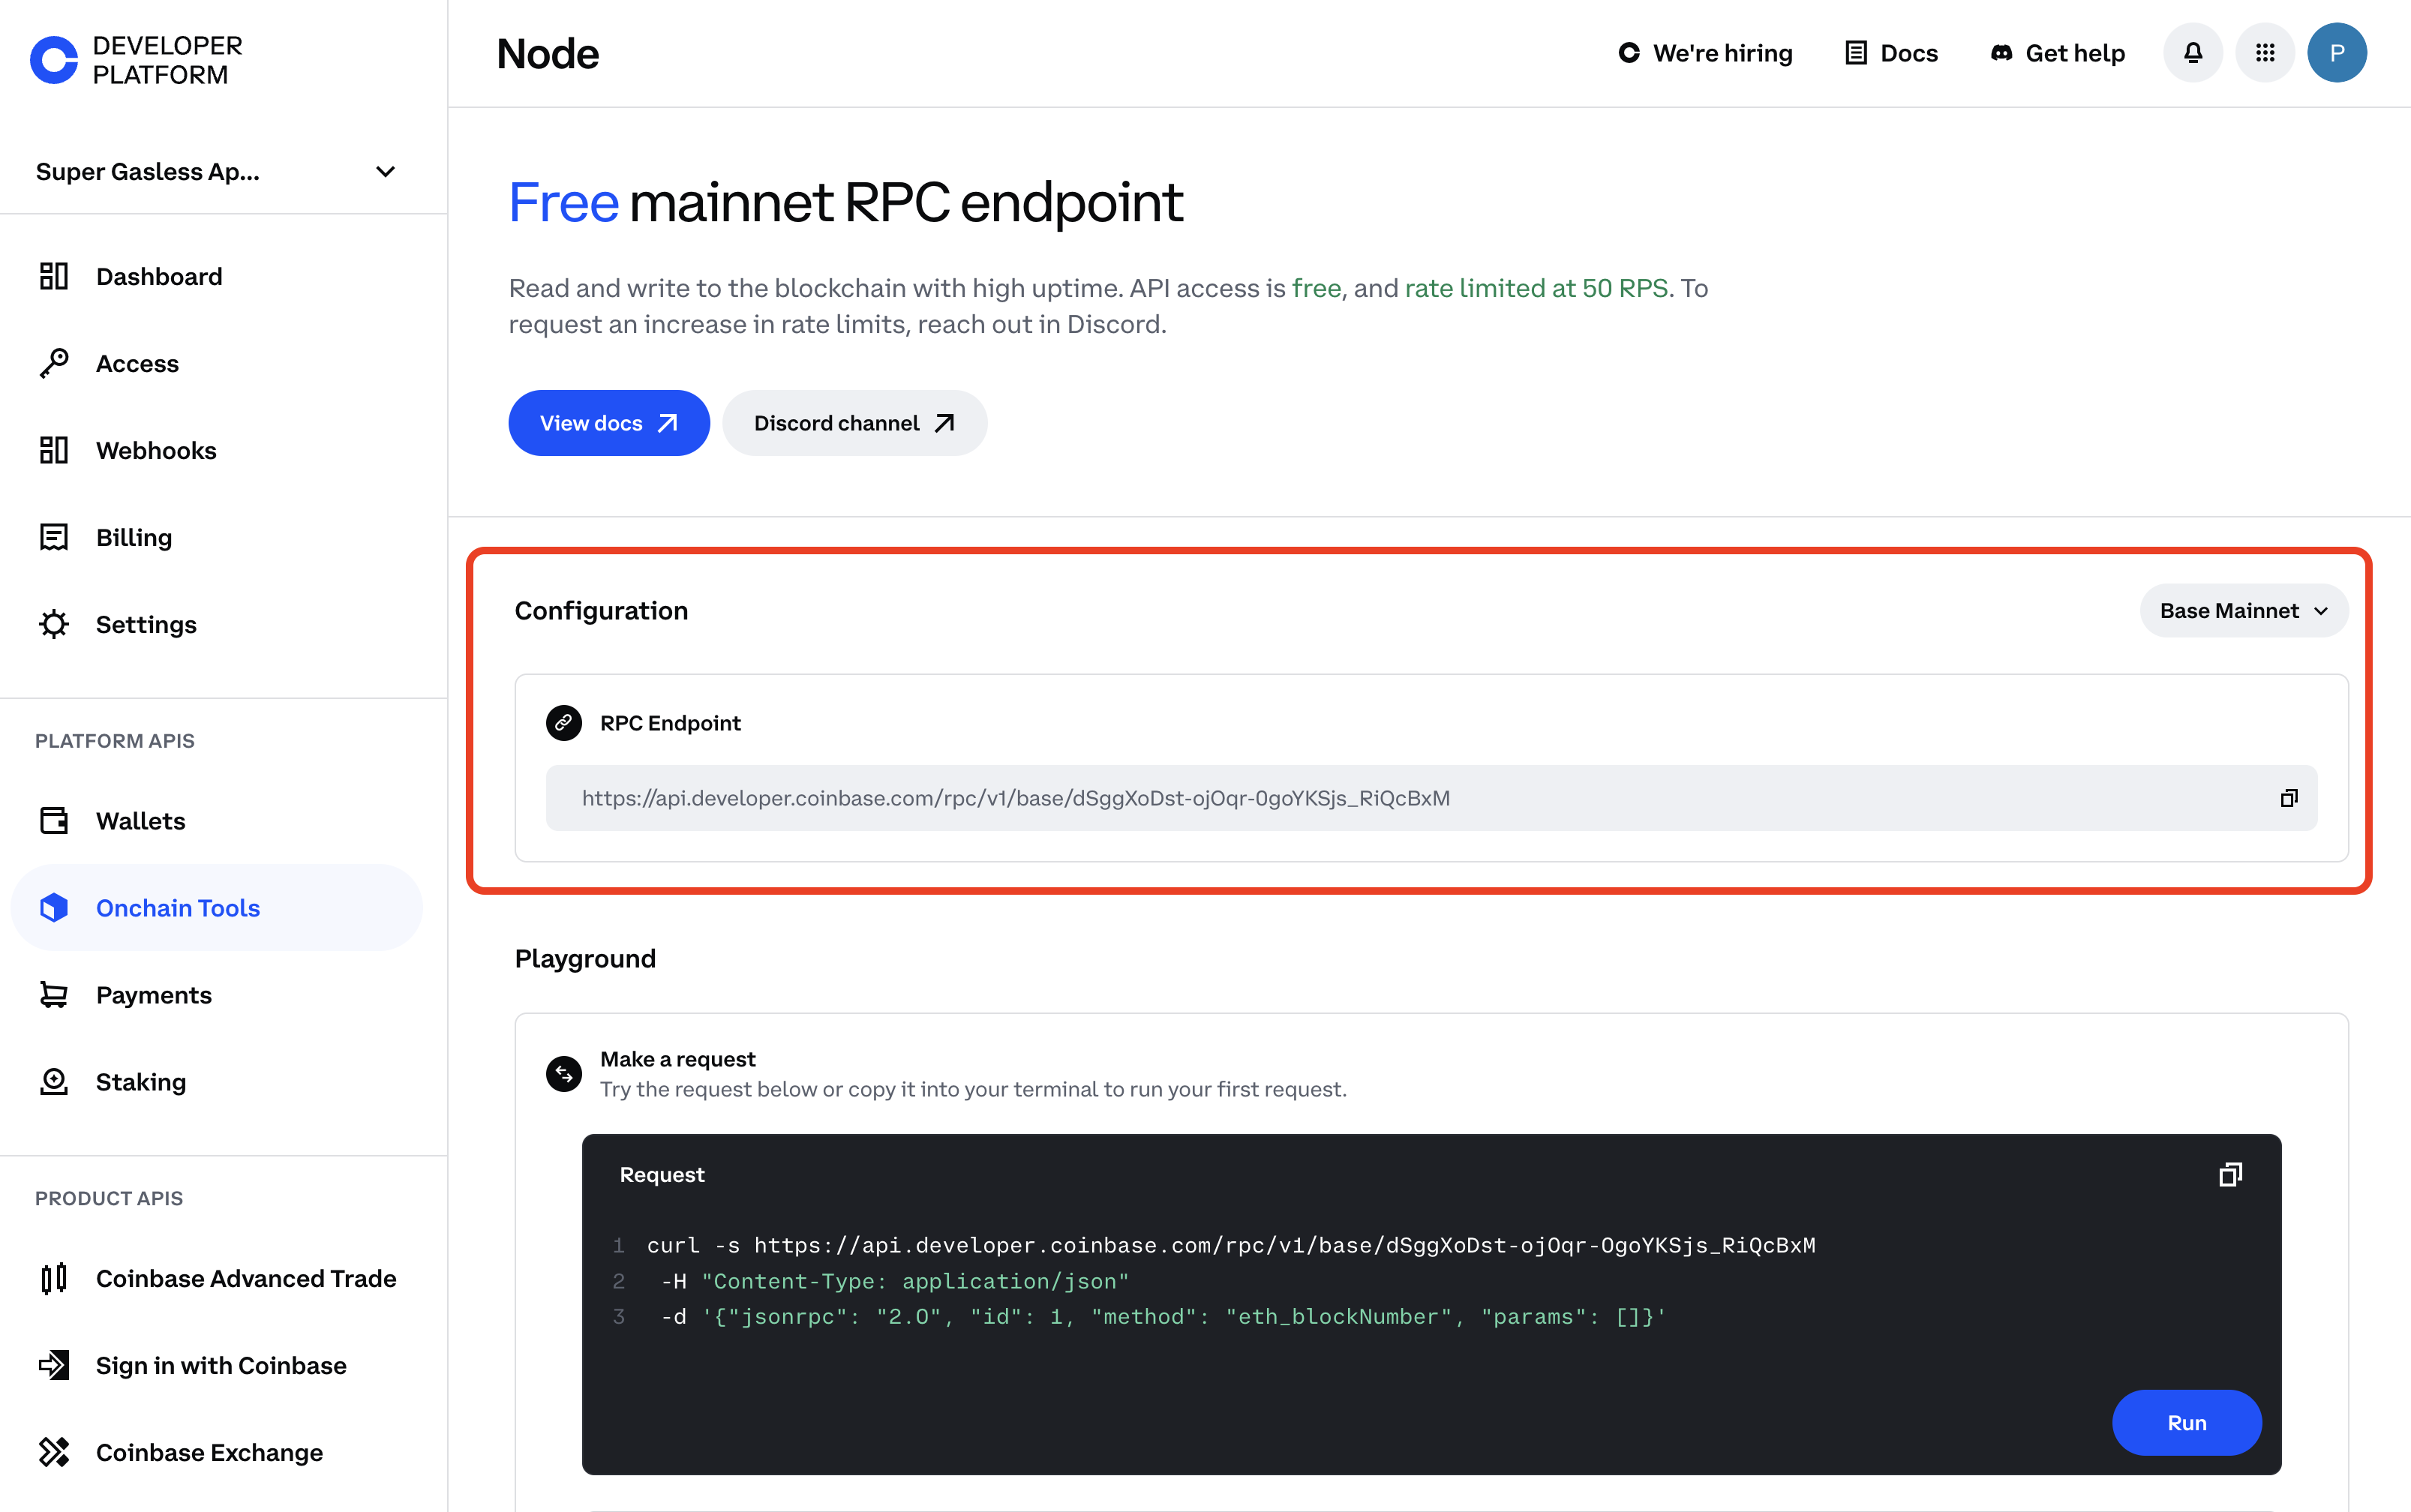 DEVELOPER
PLATFORM
Super Gasless Ap...
Dashboard
Access
Webhooks
Billing
Settings
PLATFORM APIS
Wallets
Onchain Tools
Payments
Staking
PRODUCT APIS
Coinbase Advanced Trade
Sign in with Coinbase
Coinbase Exchange
Node
We're hiring
Docs
Get help
P
Free mainnet RPC endpoint
Read and write to the blockchain with high uptime. API access is free, and rate limited at 50 RPS. To
request an increase in rate limits, reach out in Discord.
View docs
Discord channel
Configuration
Base Mainnet
RPC Endpoint
https://api.developer.coinbase.com/rpc/v1/base/dSggXoDst-ojOqr-0goYKSjs_RiQcBxM
Playground
Make a request
Try the request below or copy it into your terminal to run your first request.
Request
1 curl -s https://api.developer.coinbase.com/rpc/v1/base/dSggXoDst-ojOqr-0goYKSjs_RiQcBxM
2 -H "Content-Type: application/json"
3 -d '{"jsonrpc": "2.0", "id": 1, "method": "eth_blockNumber", "params": []}'
Run